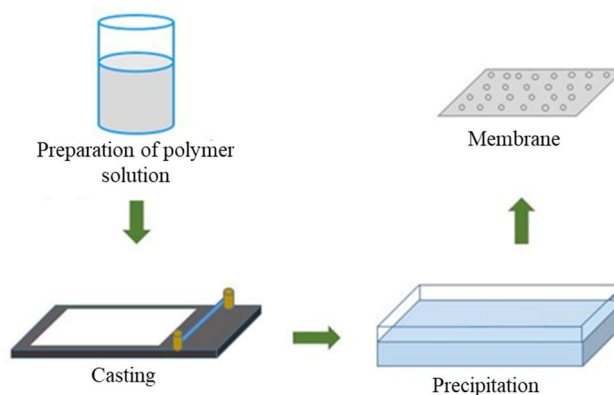 Preparation of polymer
solution
Casting
Precipitation
Membrane